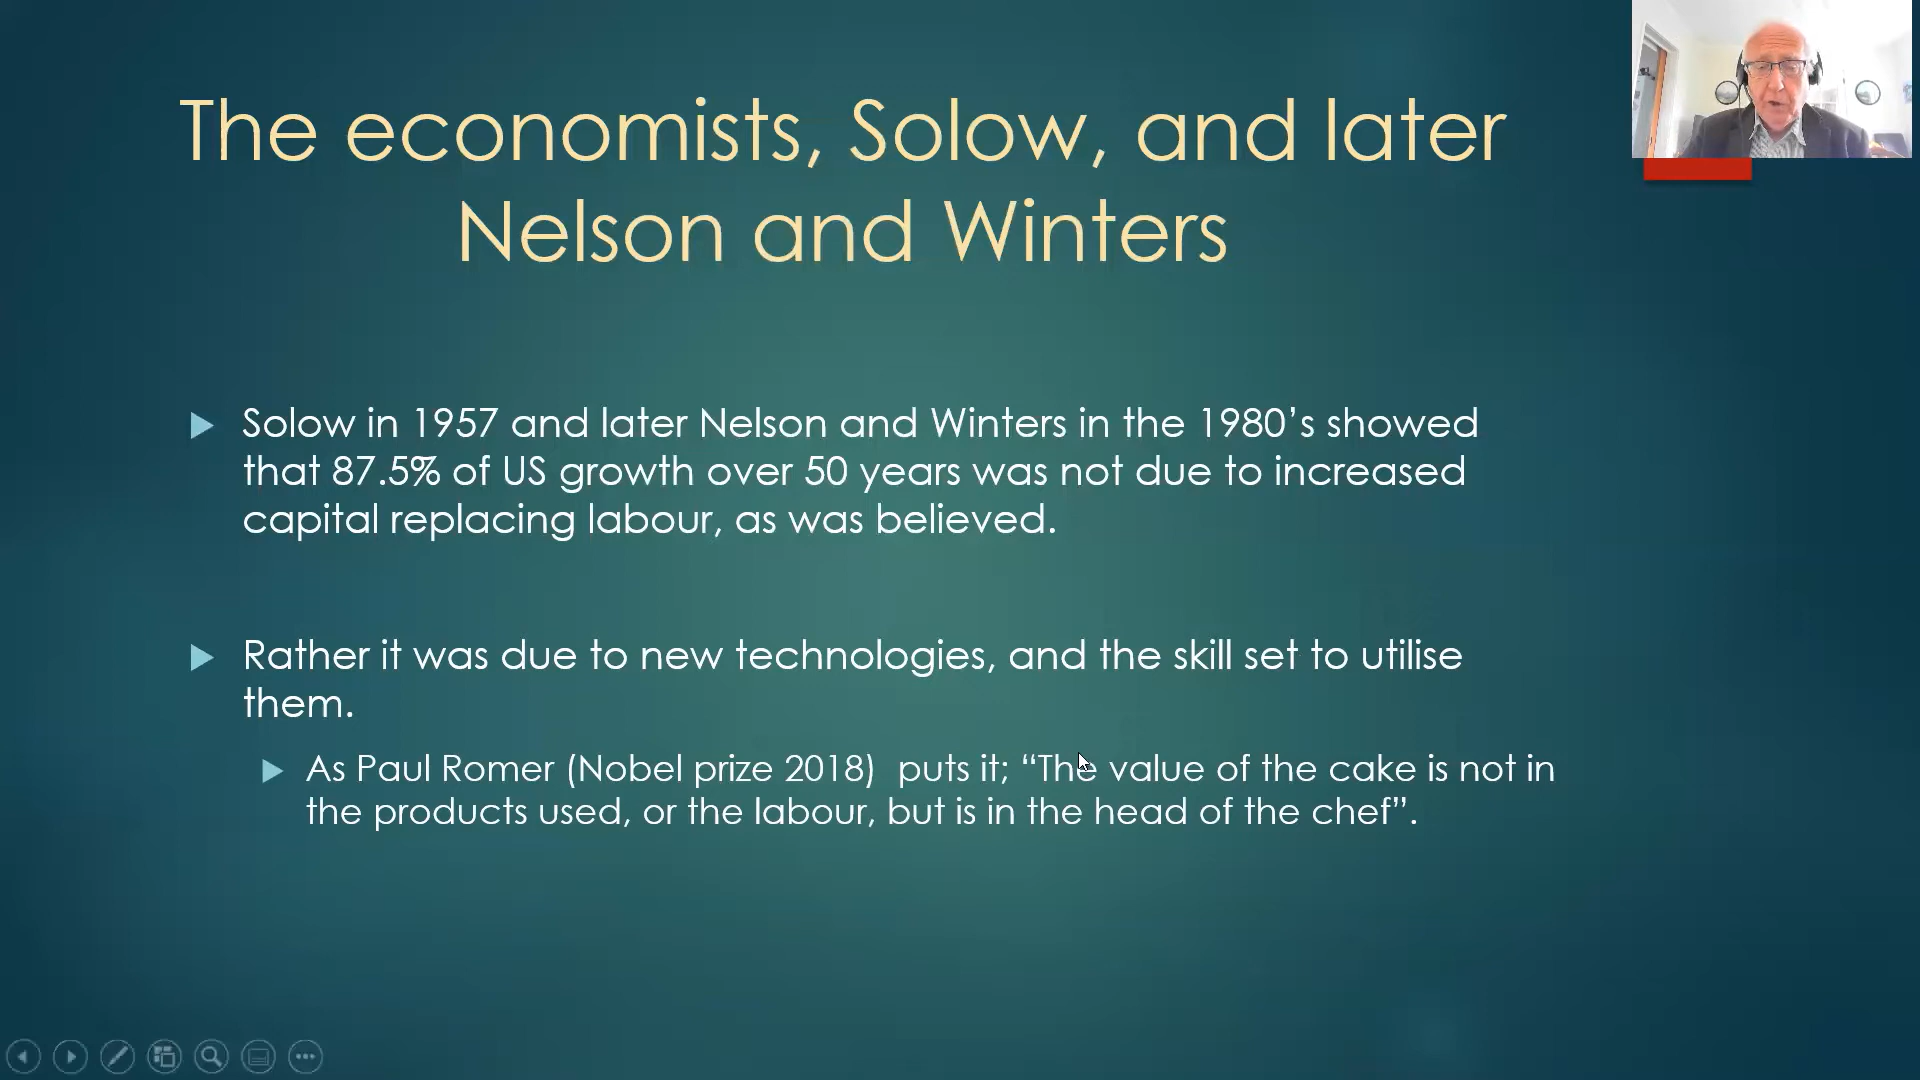 The economists, Solow, and later
Nelson and Winters
Solow in 1957 and later Nelson and Winters in the 1980’s showed
that 87.5% of US growth over 50 years was not due to increased
capital replacing labour, as was believed.
Rather it was due to new technologies, and the skill set to utilise
them.
As Paul Romer (Nobel prize 2018)  puts it; “The value of the cake is not in
the products used, or the labour, but is in the head of the chef”.